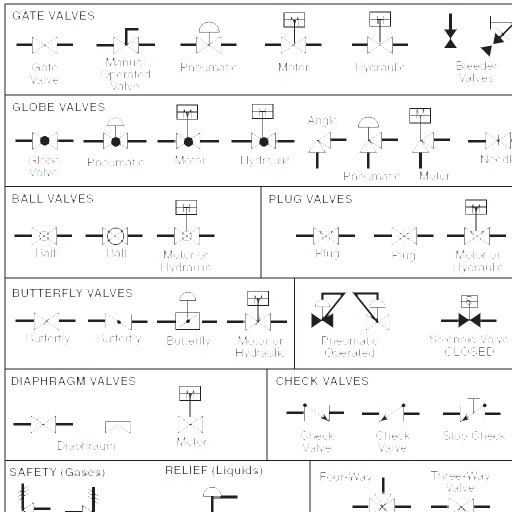 GATE VALVES
Gate
Valve
Manual
Operated
Valve
Pneumatic
Motor
Hydraulic
Bleeder
Valves
GLOBE VALVES
Globe
Valve
Pneumatic
Motor
Hydraulic
Angle
Pneumatic
Motor
BALL VALVES
Ball
Ball
Motor or
Hydraulic
PLUG VALVES
Plug
Plug
Motor or
Hydraulic
BUTTERFLY VALVES
Butterfly
Butterfly
Butterfly
Motor or
Hydraulic
Pneumatic
Operated
Solenoid Valve
CLOSED
DIAPHRAGM VALVES
Diaphragm
Motor
CHECK VALVES
Check
Valve
Check
Valve
Stop Check
SAFETY (Gases)
RELIEF (Liquids)
Four-Way
Three-Way
Valve